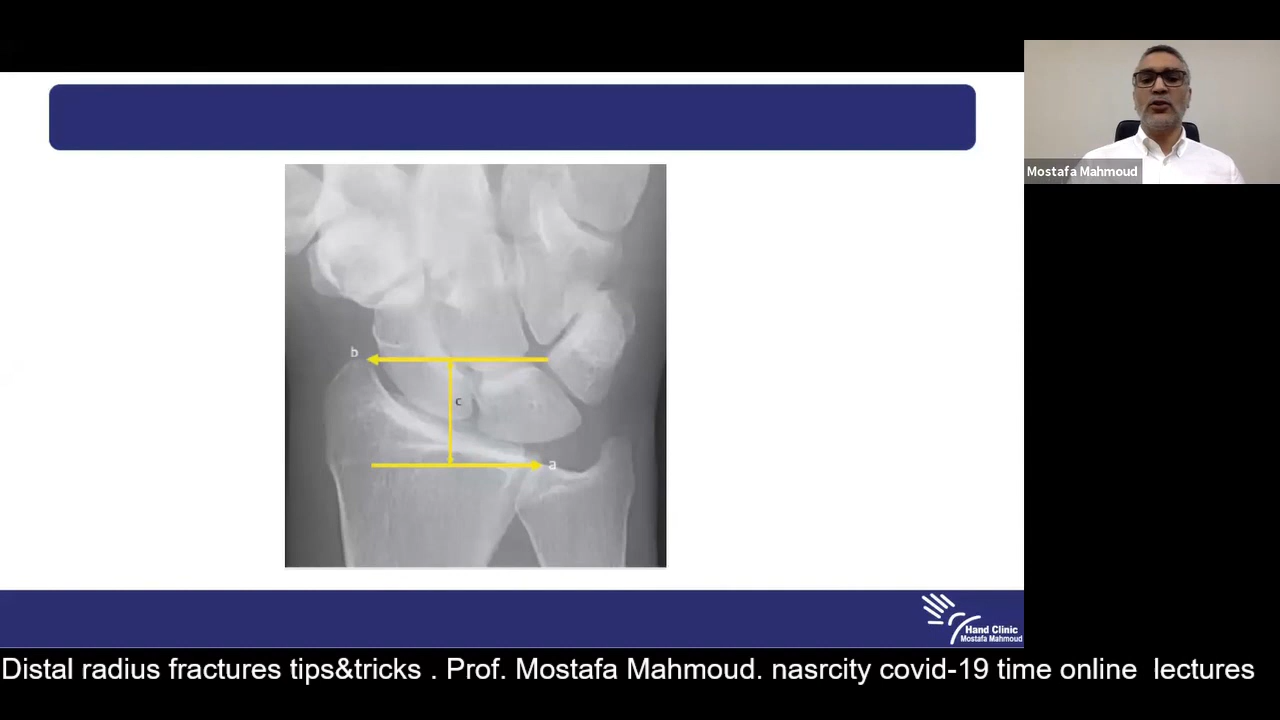 Mostafa Mahmoud
b
c
a
Hand Clinic
Mostafa Mahmoud
Distal radius fractures tips&tricks . Prof. Mostafa Mahmoud. nasrcity covid-19 time online  lectures